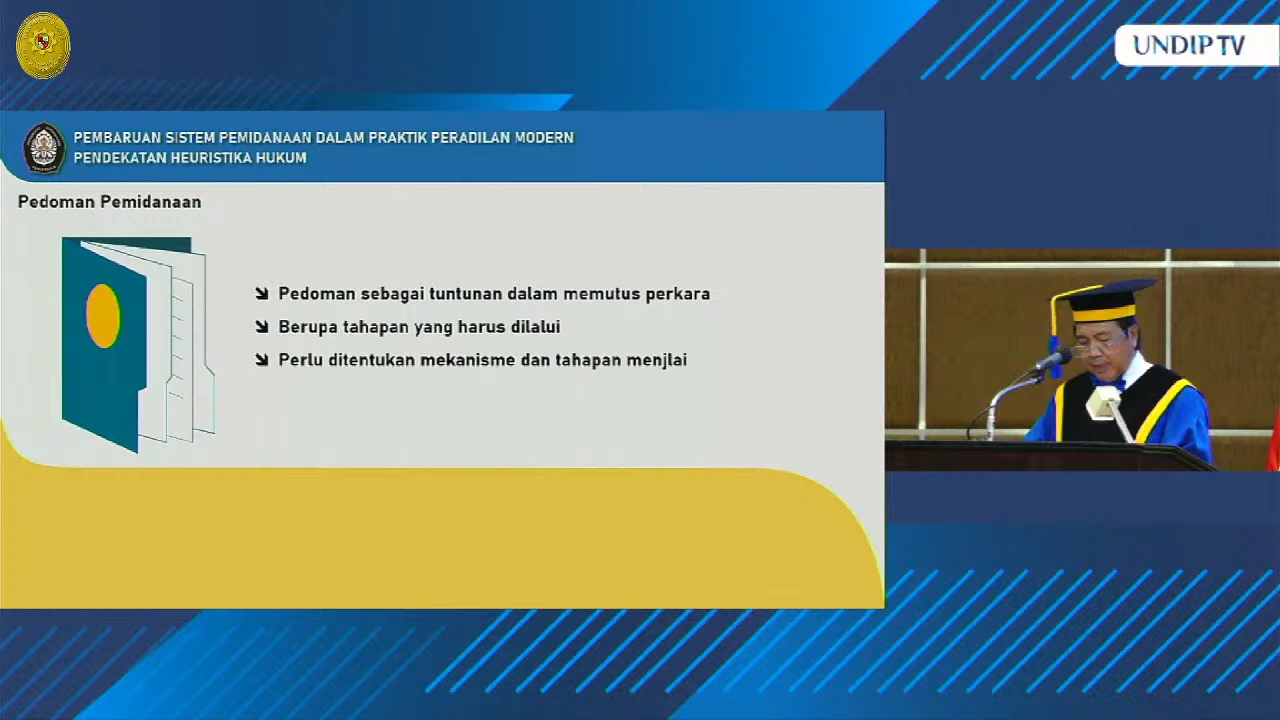 UNDIP TV
PEMBARUAN SISTEM PEMIDANAAN DALAM PRAKTIK PERADILAN MODERN
PENDEKATAN HEURISTIKA HUKUM
Pedoman Pemidanaan
Pedoman sebagai tuntunan dalam memutus perkara
Berupa tahapan yang harus dilalui
Perlu ditentukan mekanisme dan tahapan menjlai